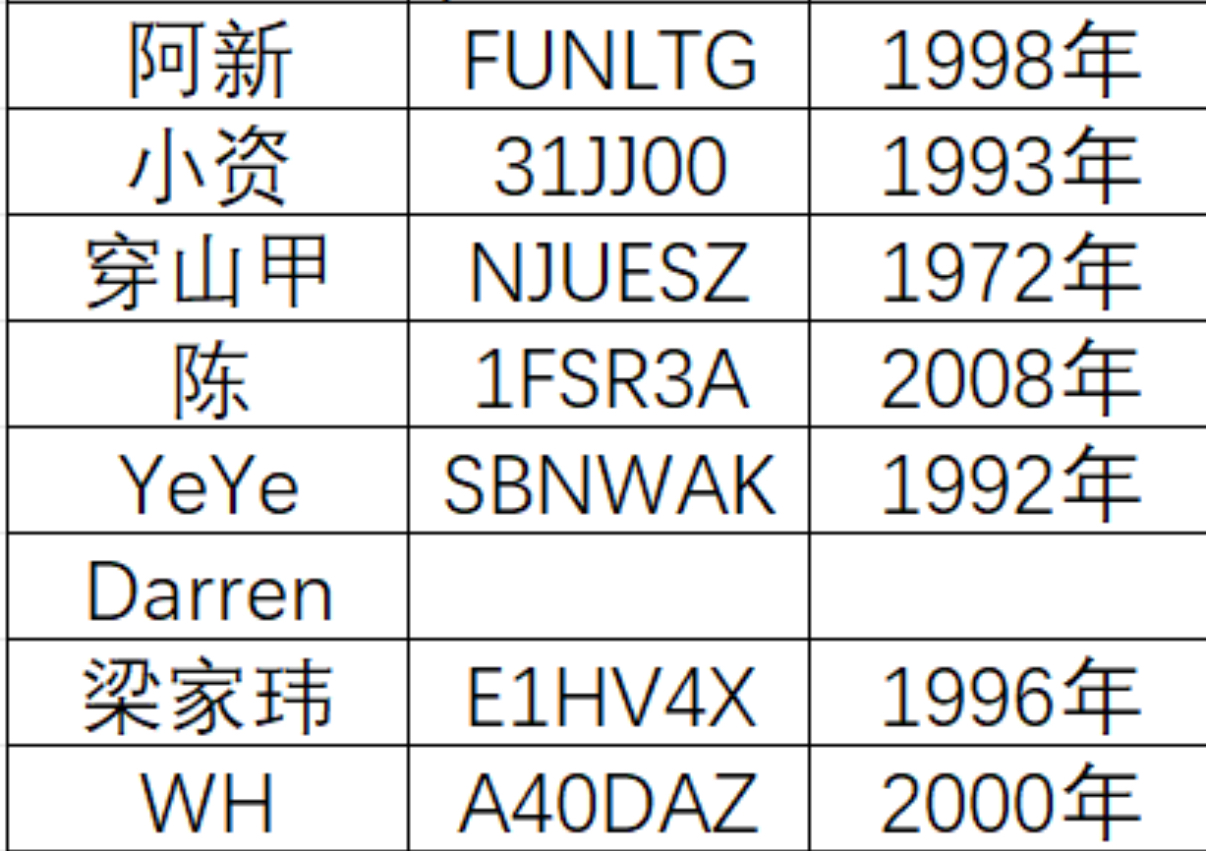 阿新 FUNLTG 1998年
小资 31JJ00 1993年
穿山甲 NJUESZ 1972年
陈 1FSR3A 2008年
YeYe SBNWAK 1992年
Darren
梁家玮 E1HV4X 1996年
WH A40DAZ 2000年